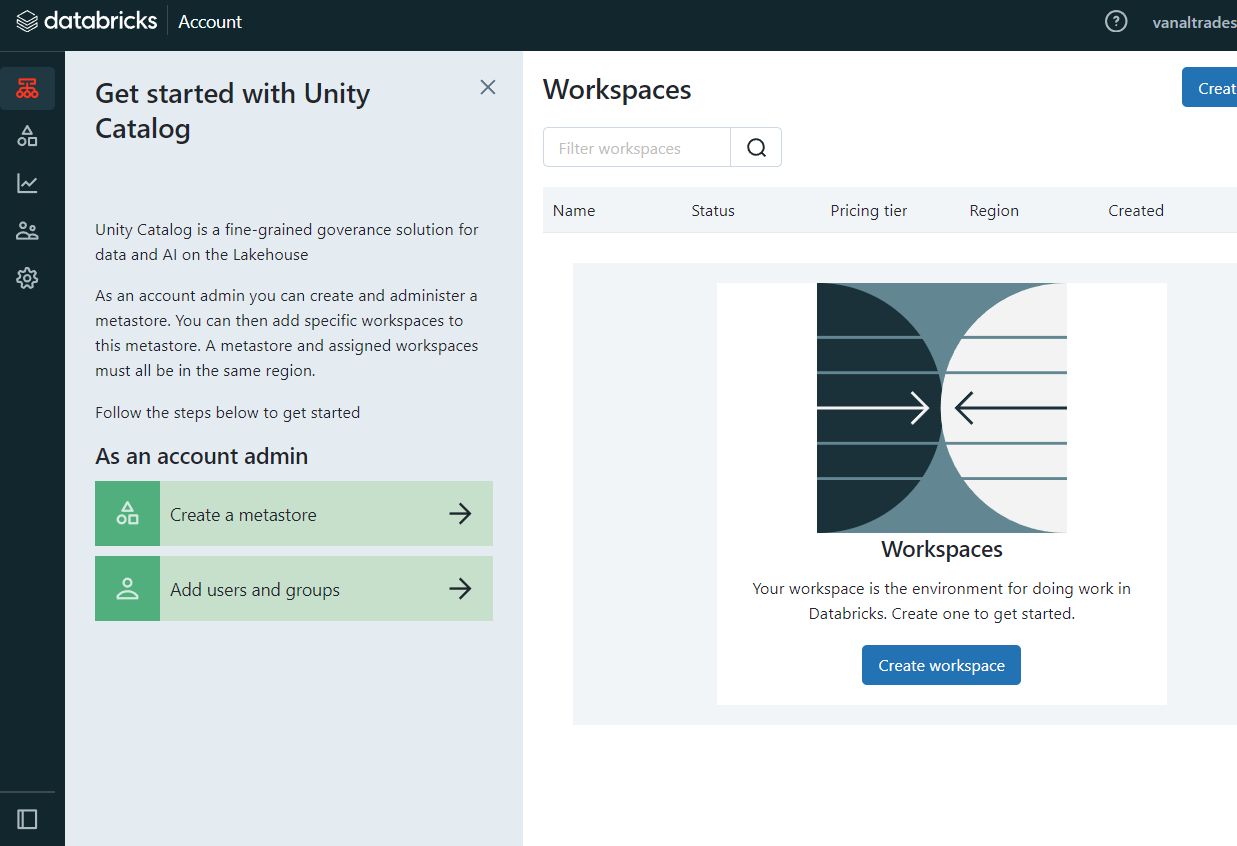 databricks Account
vanaltrades
Get started with Unity
Catalog
Unity Catalog is a fine-grained goverance solution for
data and AI on the Lakehouse
As an account admin you can create and administer a
metastore. You can then add specific workspaces to
this metastore. A metastore and assigned workspaces
must all be in the same region.
Follow the steps below to get started
As an account admin
Create a metastore
Add users and groups
Workspaces
Creat
Filter workspaces
Name Status Pricing tier Region Created
Workspaces
Your workspace is the environment for doing work in
Databricks. Create one to get started.
Create workspace